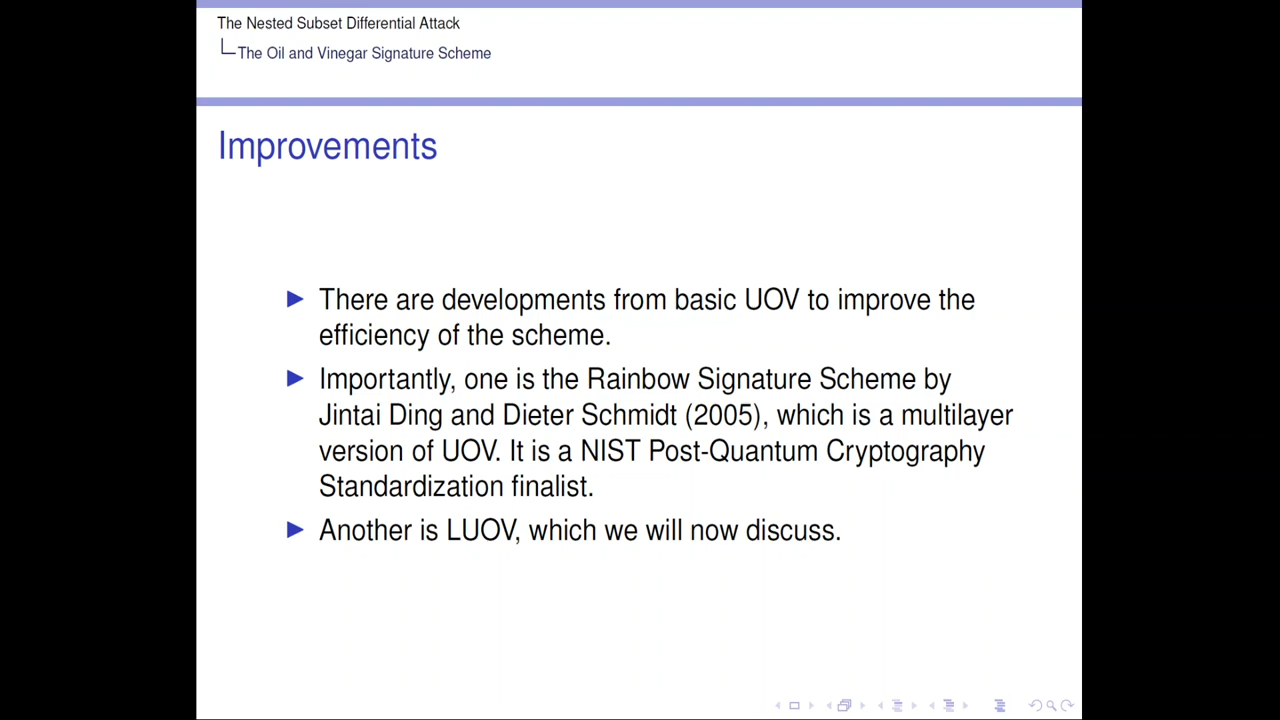 The Nested Subset Differential Attack
The Oil and Vinegar Signature Scheme
Improvements
There are developments from basic UOV to improve the
efficiency of the scheme.
Importantly, one is the Rainbow Signature Scheme by
Jintai Ding and Dieter Schmidt (2005), which is a multilayer
version of UOV. It is a NIST Post-Quantum Cryptography
Standardization finalist.
Another is LUOV, which we will now discuss.